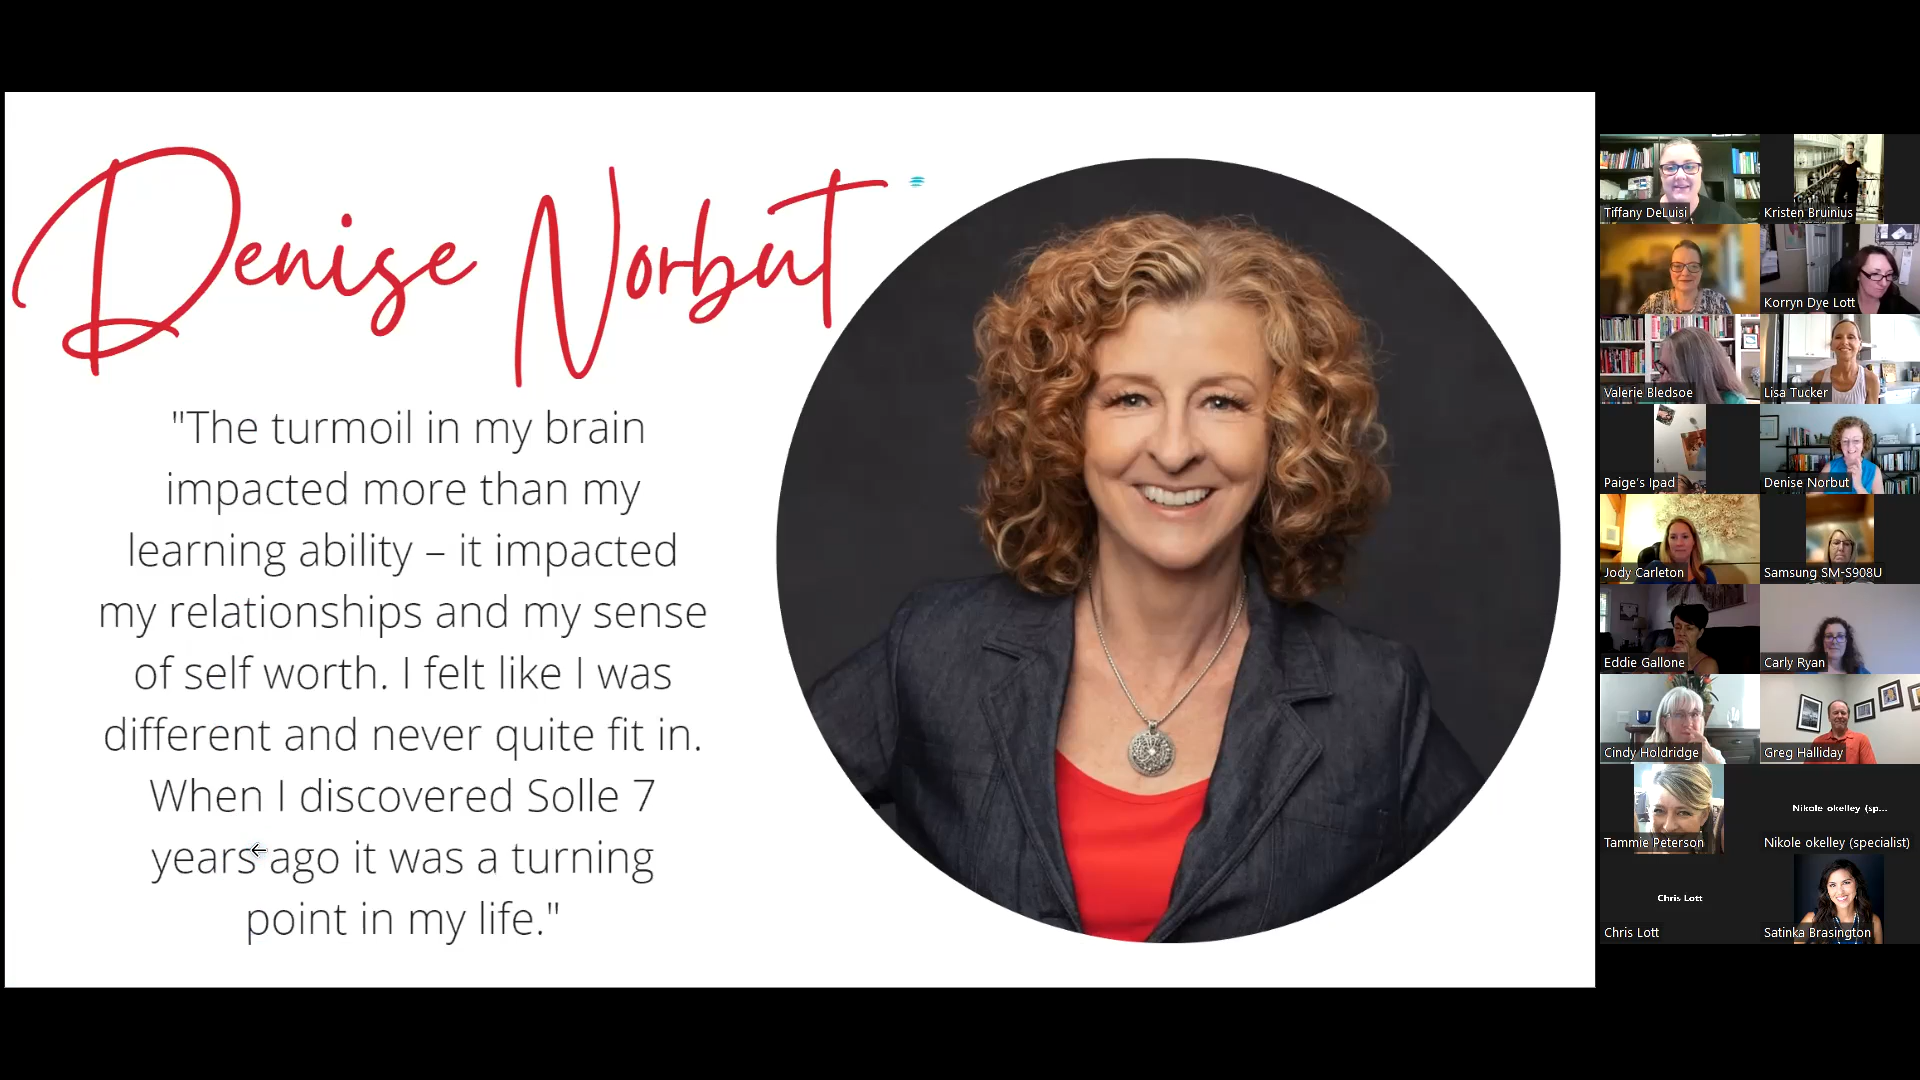 Denise Norbut
"The turmoil in my brain
impacted more than my
learning ability – it impacted
my relationships and my sense
of self worth. I felt like I was
different and never quite fit in.
When I discovered Solle 7
years ago it was a turning
point in my life."
Tiffany DeLuisi
Kristen Bruinius
Korryn Dye Lott
Valerie Bledsoe
Lisa Tucker
Paige's Ipad
Denise Norbut
Jody Carleton
Samsung SM-S908U
Eddie Gallone
Carly Ryan
Cindy Holdridge
Greg Halliday
Tammie Peterson
Nikole okelley (sp...
Nikole okelley (specialist)
Chris Lott
Chris Lott
Satinka Brasington